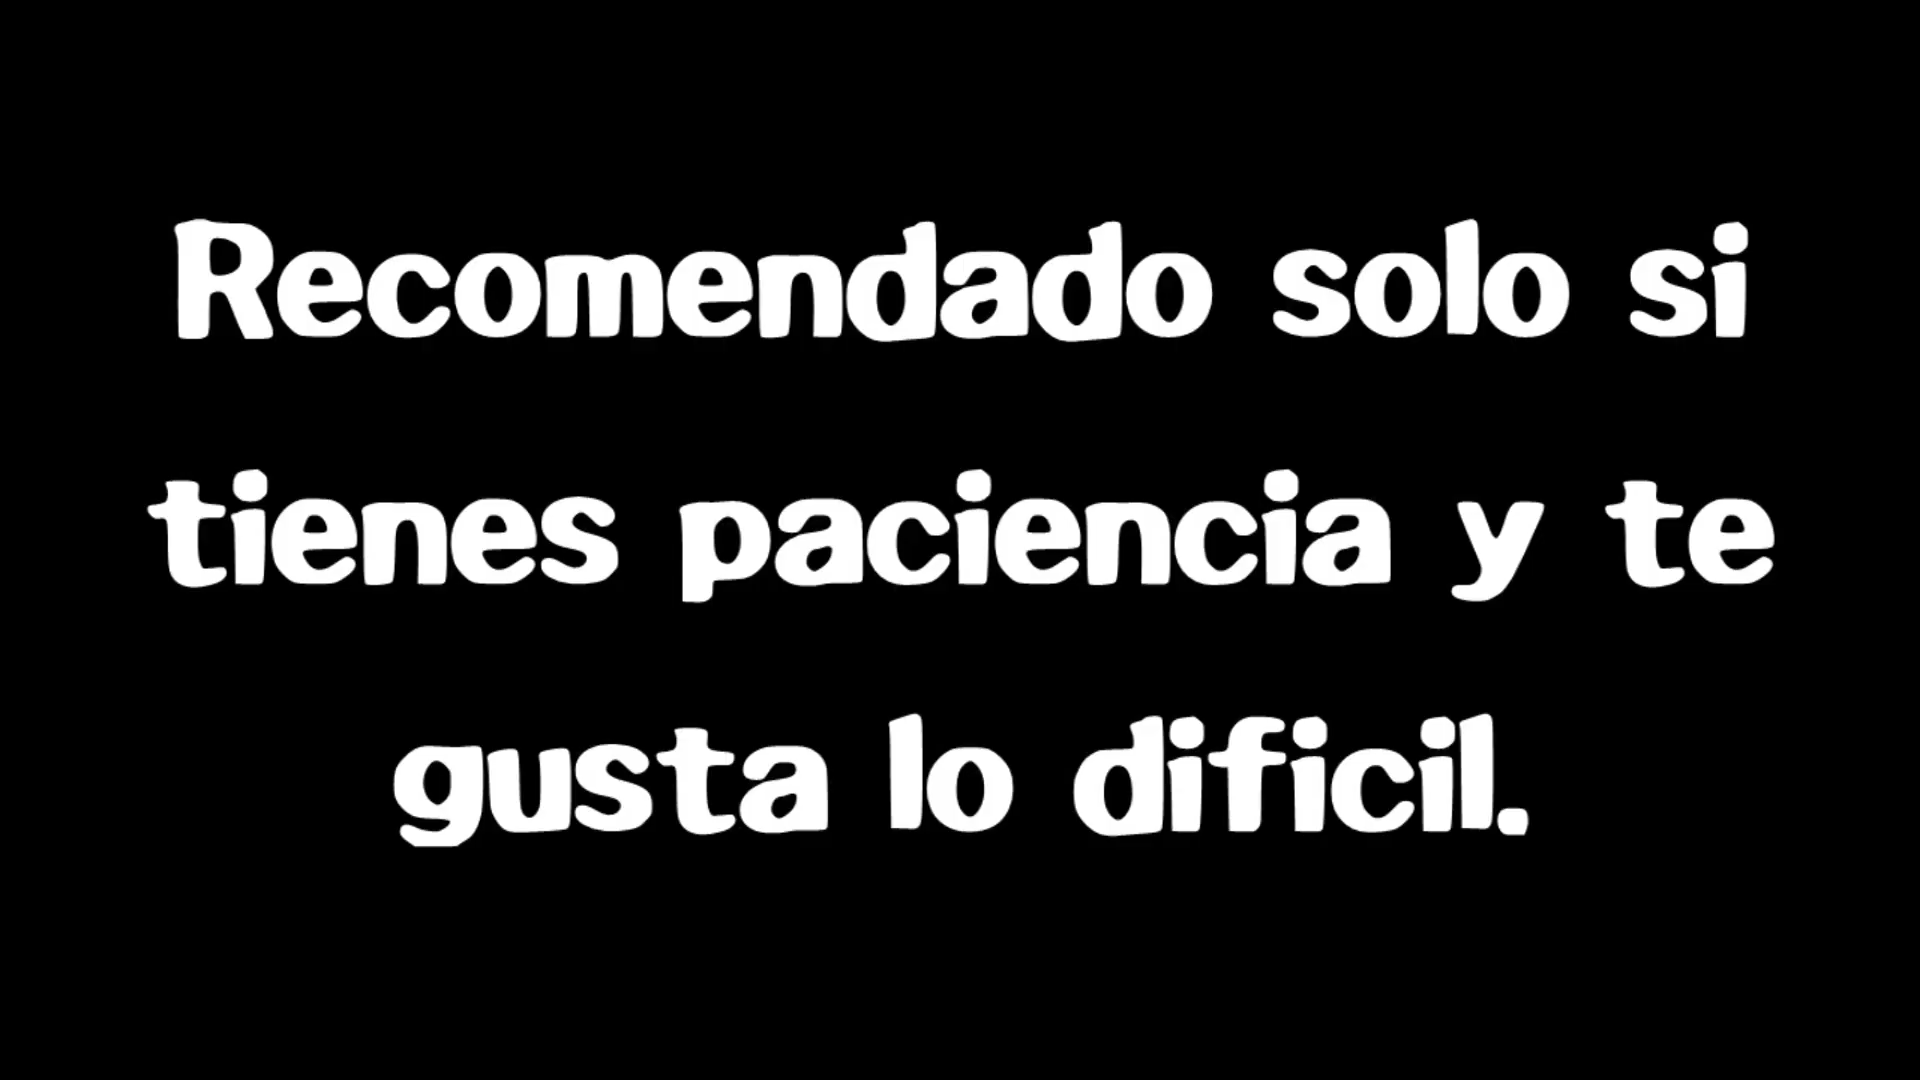 Recomendado solo si
tienes paciencia y te
gusta lo dificil.